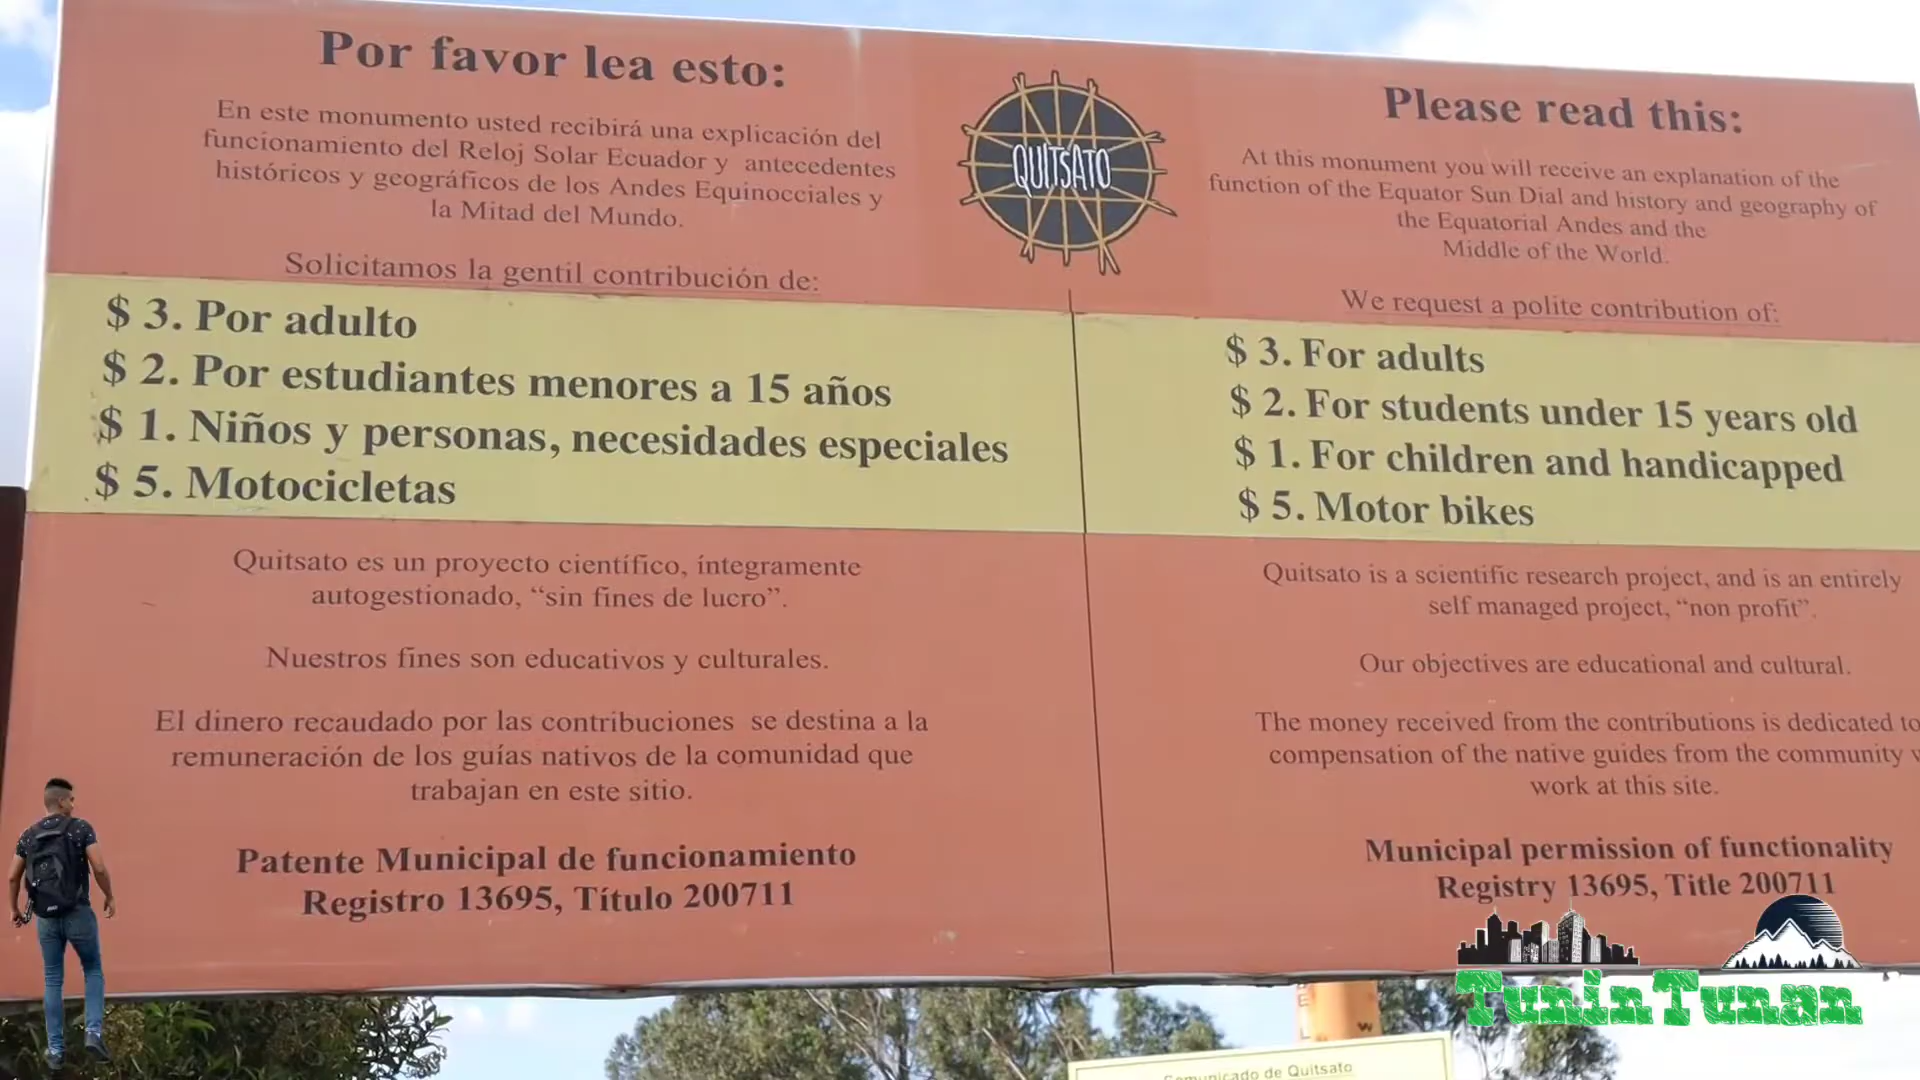 Por favor lea esto:
En este monumento usted recibirá una explicación del
funcionamiento del Reloj Solar Ecuador y antecedentes
históricos y geográficos de los Andes Equinocciales y
la Mitad del Mundo.
Solicitamos la gentil contribución de:
$ 3. Por adulto
$ 2. Por estudiantes menores a 15 años
$ 1. Niños y personas, necesidades especiales
$ 5. Motocicletas
Quitsato es un proyecto científico, íntegramente
autogestionado, “sin fines de lucro”.
Nuestros fines son educativos y culturales.
El dinero recaudado por las contribuciones se destina a la
remuneración de los guías nativos de la comunidad que
trabajan en este sitio.
Patente Municipal de funcionamiento
Registro 13695, Título 200711
QUITSATO
Please read this:
At this monument you will receive an explanation of the
function of the Equator Sun Dial and history and geography of
the Equatorial Andes and the
Middle of the World.
We request a polite contribution of:
$ 3. For adults
$ 2. For students under 15 years old
$ 1. For children and handicapped
$ 5. Motor bikes
Quitsato is a scientific research project, and is an entirely
self managed project, “non profit”.
Our objectives are educational and cultural.
The money received from the contributions is dedicated to
compensation of the native guides from the community
work at this site.
Municipal permission of functionality
Registry 13695, Title 200711
TuninTunan
Comunicado de Quitsato